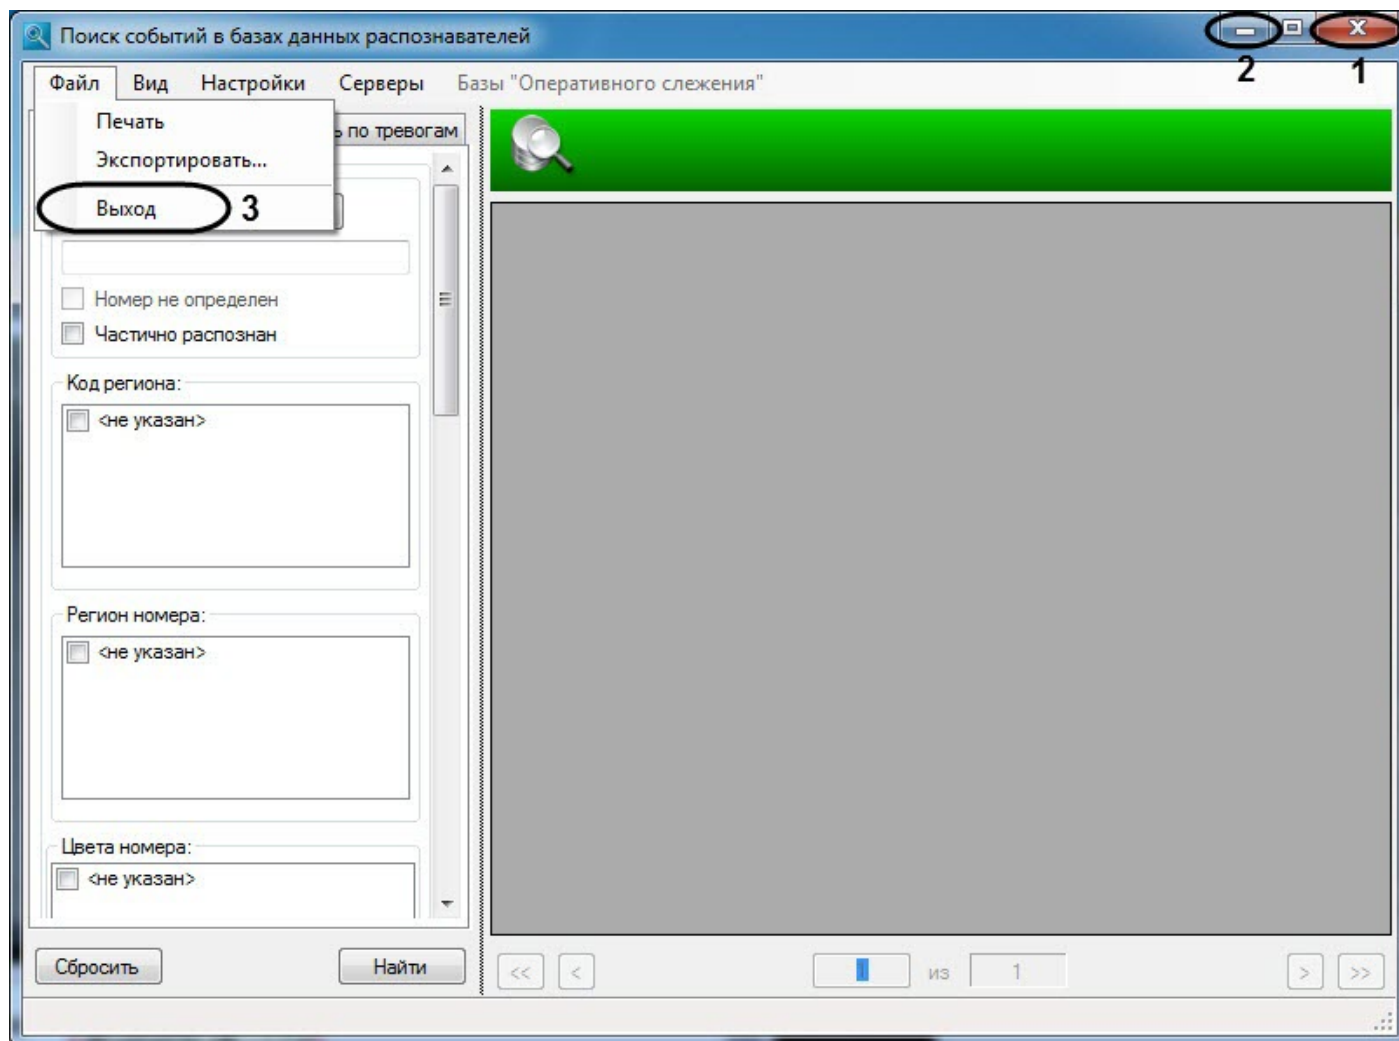 Поиск событий в базах данных распознавателей
2
1
Файл Вид Настройки Серверы Базы "Оперативного слежения"
Печать
по тревогам
Экспортировать...
Выход
3
Номер не определен
Частично распознан
Код региона:
<не указан>
Регион номера:
<не указан>
Цвета номера:
<не указан>
Сбросить Найти << < 1 из 1 > >>